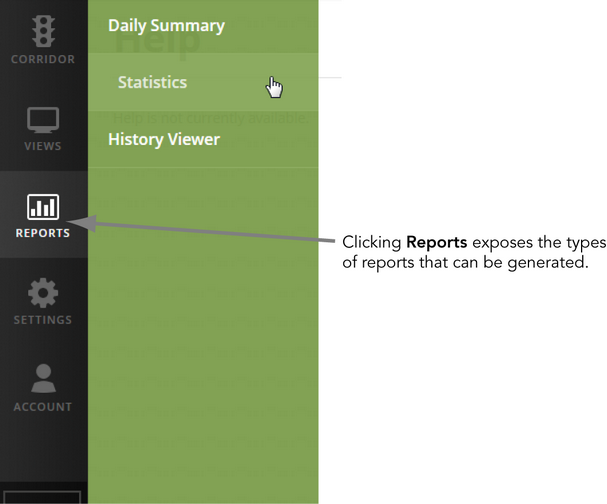 CORRIDOR
VIEWS
REPORTS
SETTINGS
ACCOUNT
Daily Summary
Help
Statistics
Help is not currently available.
History Viewer
Clicking Reports exposes the types
of reports that can be generated.